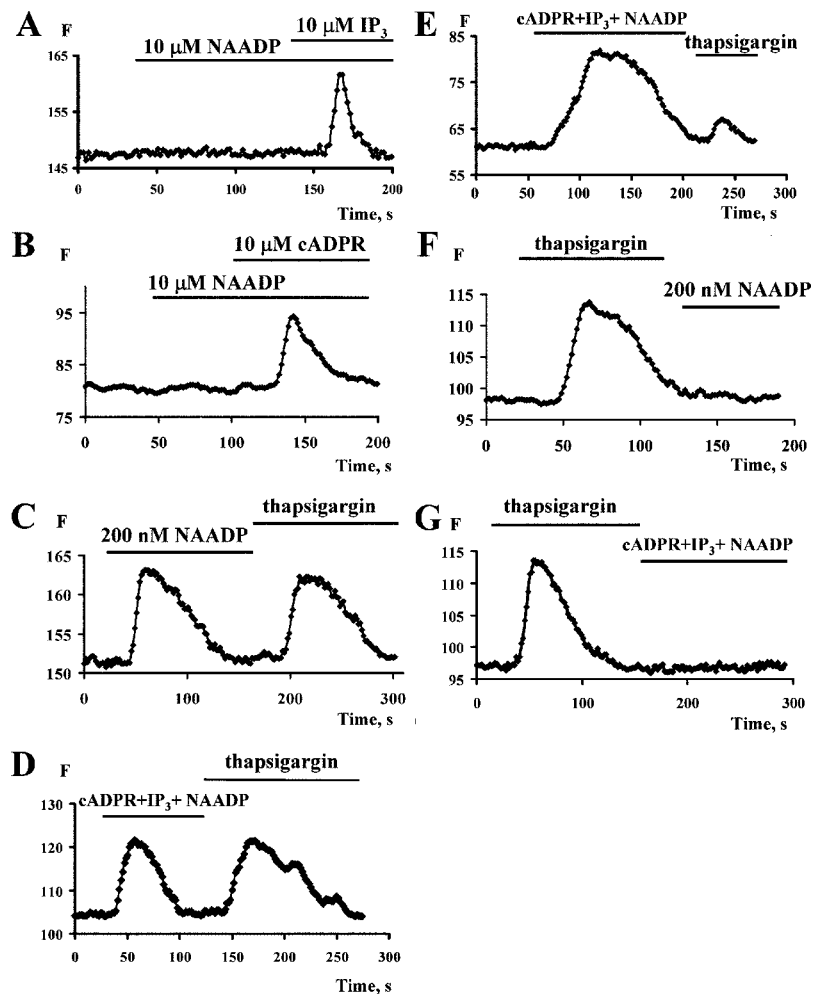 A
F
10 µM IP3
10 µM NAADP
165
155
145
0 50 100 150 200
Time, s
B
F
10 µM cADPR
10 µM NAADP
95
85
75
0 50 100 150 200
Time, s
C
F
thapsigargin
200 nM NAADP
165
160
155
150
0 100 200 300
Time, s
D
F
thapsigargin
cADPR+IP3+ NAADP
130
120
110
100
0 50 100 150 200 250 300
Time, s
E
F
cADPR+IP3+ NAADP
thapsigargin
85
75
65
55
0 50 100 150 200 250 300
Time, s
F
F
thapsigargin
200 nM NAADP
115
110
105
100
95
0 50 100 150 200
Time, s
G
F
thapsigargin
cADPR+IP3+ NAADP
115
110
105
100
95
0 100 200 300
Time, s